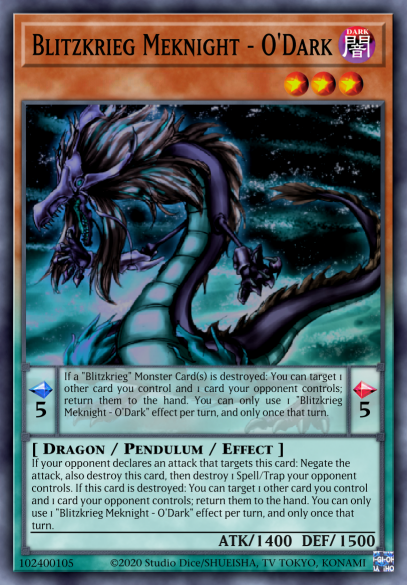 BLITZKRIEG MEKNIGHT - O'DARK
DARK
闇
If a "Blitzkrieg" Monster Card(s) is destroyed: You can target 1
other card you control and 1 card your opponent controls;
return them to the hand. You can only use 1 "Blitzkrieg
Meknight - O'Dark" effect per turn, and only once that turn.
5
5
[ DRAGON / PENDULUM / EFFECT ]
If your opponent declares an attack that targets this card: Negate the
attack, also destroy this card, then destroy 1 Spell/Trap your opponent
controls. If this card is destroyed: You can target 1 other card you control
and 1 card your opponent controls; return them to the hand. You can only
use 1 "Blitzkrieg Meknight - O'Dark" effect per turn, and only once that
turn.
ATK/1400 DEF/1500
102400105
©2020 Studio Dice/SHUEISHA, TV TOKYO, KONAMI